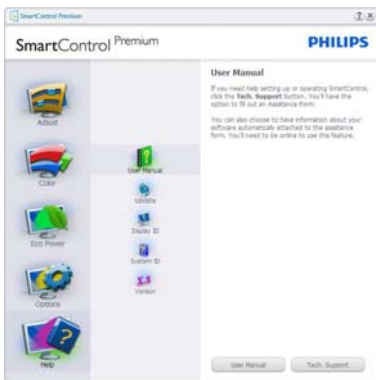 SmartControl Premium
SmartControl Premium
PHILIPS
User Manual
If you need help setting up or operating SmartControl,
click the Tech. Support button. You'll have the
option to fill out an Assistance Form.
You can also choose to have information about your
software automatically attached to the assistance
form. You'll need to be online to use this feature.
Adjust
Color
Eco Power
Options
Help
User Manual
Update
Display ID
System ID
Version
User Manual
Tech. Support